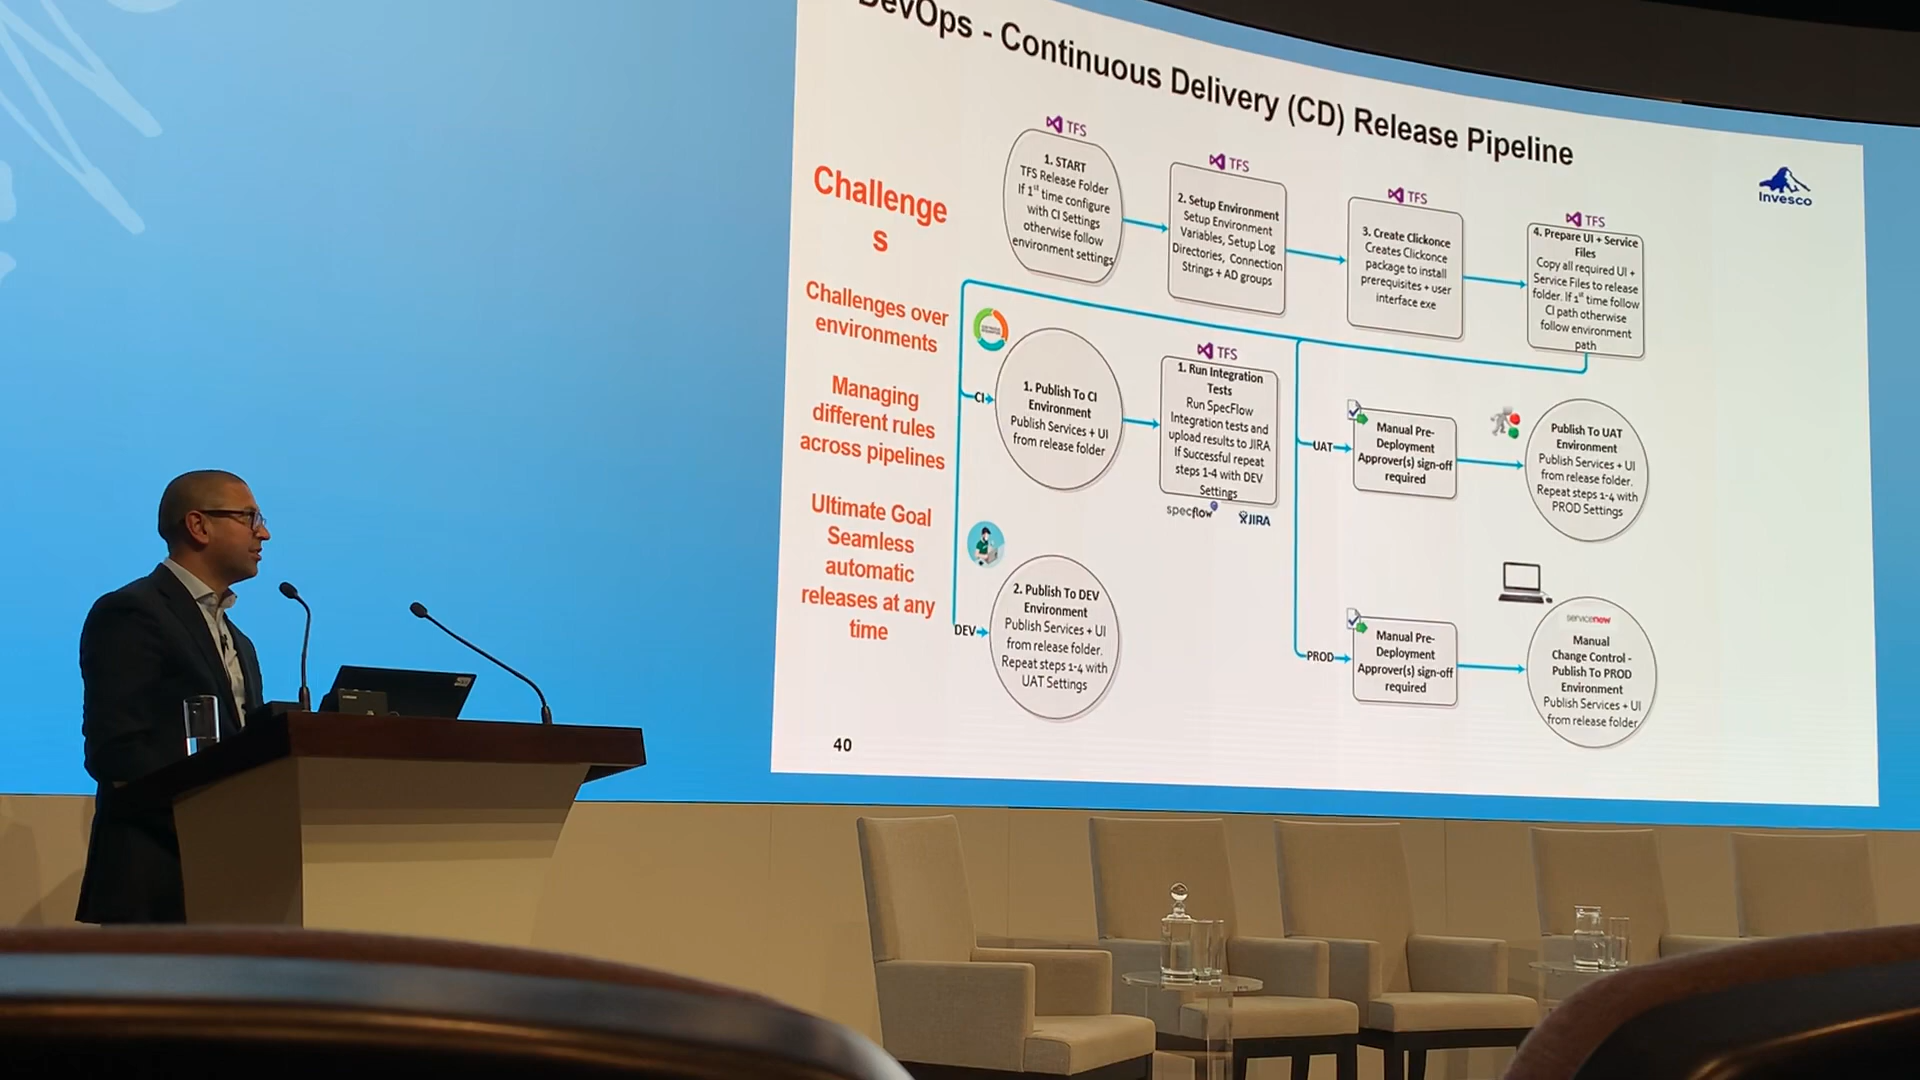 DevOps - Continuous Delivery (CD) Release Pipeline
Invesco
Challenge
s
Challenges over
environments
Managing
different rules
across pipelines
Ultimate Goal
Seamless
automatic
releases at any
time
40
TFS
1. START
TFS Release Folder
If 1st time configure
with CI Settings
otherwise follow
environment settings
TFS
2. Setup Environment
Setup Environment
Variables, Setup Log
Directories, Connection
Strings + AD groups
TFS
3. Create Clickonce
Creates Clickonce
package to install
prerequisites + user
interface exe
TFS
4. Prepare UI + Service
Files
Copy all required UI +
Service Files to release
folder. If 1st time follow
CI path otherwise
follow environment
path
CI
1. Publish To CI
Environment
Publish Services + UI
from release folder
TFS
1. Run Integration
Tests
Run SpecFlow
Integration tests and
upload results to JIRA
If Successful repeat
steps 1-4 with DEV
Settings
specflow
JIRA
UAT
Manual Pre-
Deployment
Approver(s) sign-off
required
Publish To UAT
Environment
Publish Services + UI
from release folder.
Repeat steps 1-4 with
PROD Settings
DEV
2. Publish To DEV
Environment
Publish Services + UI
from release folder.
Repeat steps 1-4 with
UAT Settings
PROD
Manual Pre-
Deployment
Approver(s) sign-off
required
servicenow
Manual
Change Control -
Publish To PROD
Environment
Publish Services + UI
from release folder